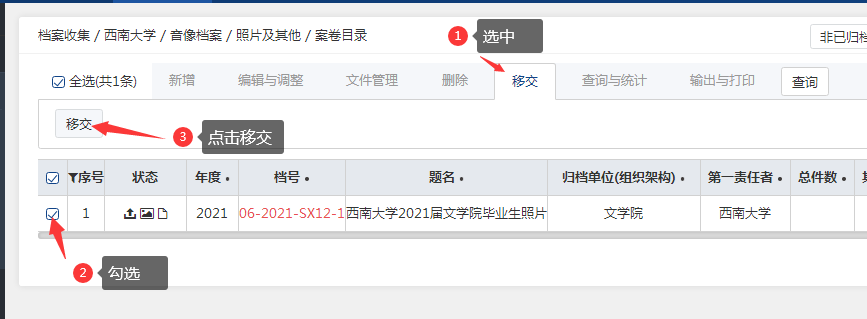 档案收集 / 西南大学 / 音像档案 / 照片及其他 / 案卷目录
1 选中
非已归档
全选(共1条) 新增 编辑与调整 文件管理 删除 移交 查询与统计 输出与打印 查询
移交
3 点击移交
序号 状态 年度 • 档号 • 题名 • 归档单位(组织架构) • 第一责任者 • 总件数 •
1 2021 06-2021-SX12-1 西南大学2021届文学院毕业生照片 文学院 西南大学
2 勾选